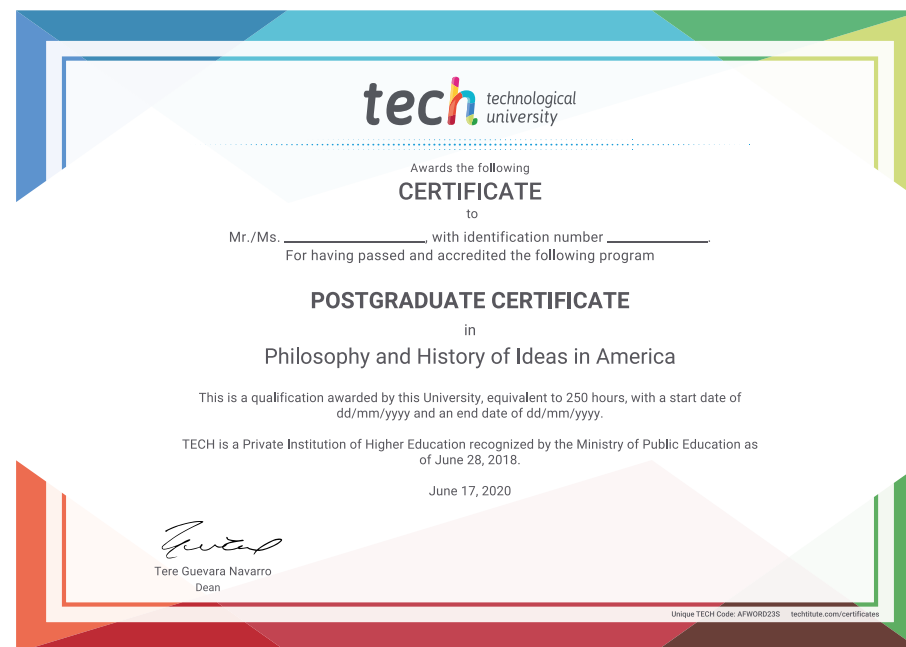 tech technological
university
Awards the following
CERTIFICATE
to
Mr./Ms. ____________________, with identification number ______________.
For having passed and accredited the following program
POSTGRADUATE CERTIFICATE
in
Philosophy and History of Ideas in America
This is a qualification awarded by this University, equivalent to 250 hours, with a start date of
dd/mm/yyyy and an end date of dd/mm/yyyy.
TECH is a Private Institution of Higher Education recognized by the Ministry of Public Education as
of June 28, 2018.
June 17, 2020
Tere Guevara Navarro
Dean
Unique TECH Code: AFWORD23S techtitute.com/certificates